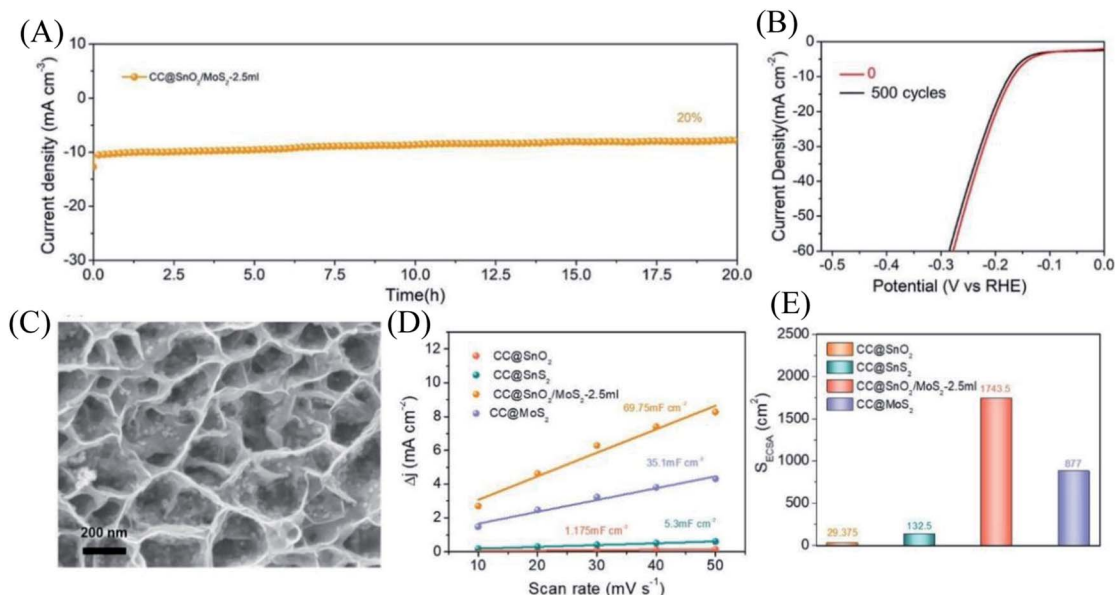 (A)
Current density (mA cm⁻³)
10
0
-10
-20
-30
CC@SnO₂/MoS₂-2.5ml
20%
0.0 2.5 5.0 7.5 10.0 12.5 15.0 17.5 20.0
Time(h)
(B)
Current Density(mA cm⁻²)
0
-10
-20
-30
-40
-50
-60
0
500 cycles
-0.5 -0.4 -0.3 -0.2 -0.1 0.0
Potential (V vs RHE)
(C)
200 nm
(D)
Δj (mA cm⁻²)
12
9
6
4
2
0
CC@SnO₂
CC@SnS₂
CC@SnO₂/MoS₂-2.5ml
CC@MoS₂
69.75mF cm⁻²
35.1mF cm⁻²
1.175mF cm⁻²
5.3mF cm⁻²
10 20 30 40 50
Scan rate (mV s⁻¹)
(E)
S_ECSA (cm²)
2500
2000
1500
1000
500
0
CC@SnO₂
CC@SnS₂
CC@SnO₂/MoS₂-2.5ml
CC@MoS₂
29.375
132.5
1743.5
877